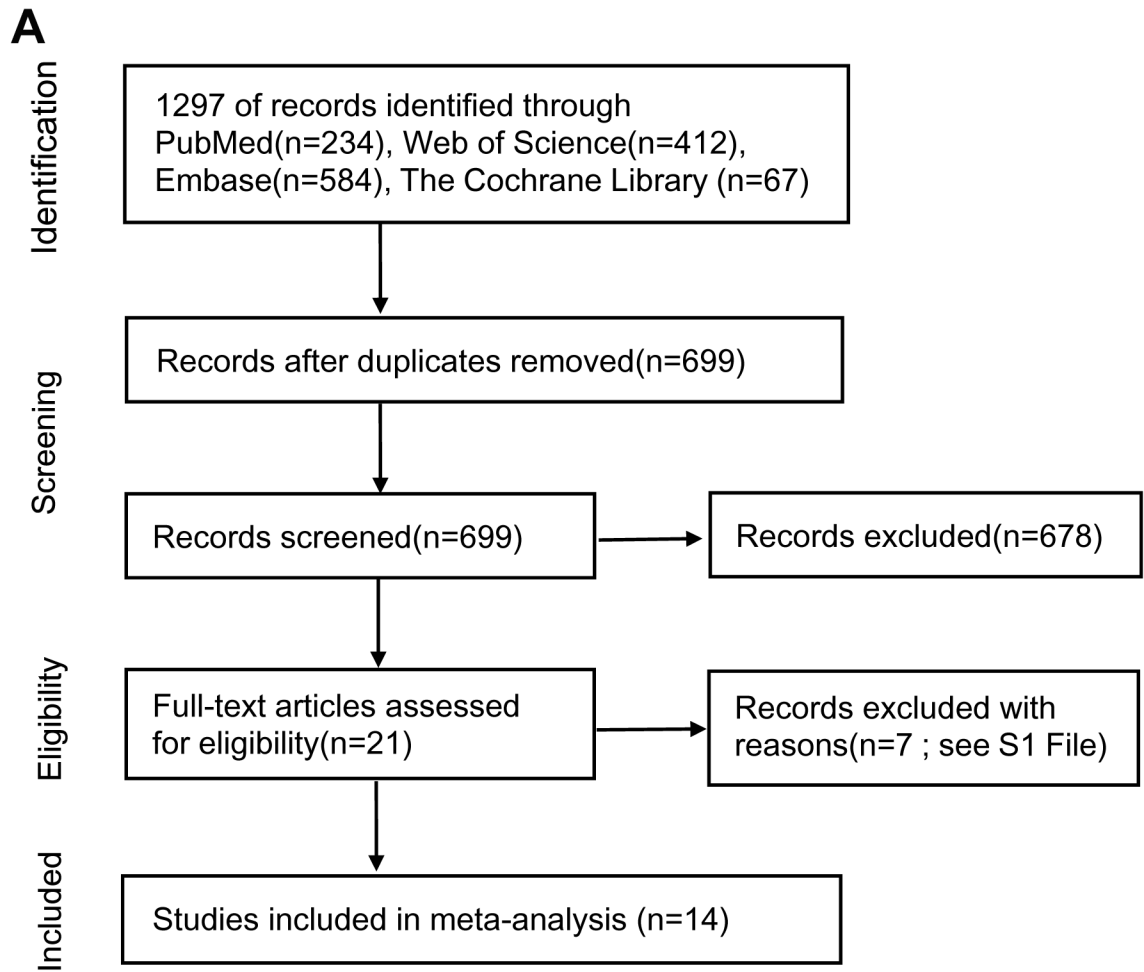 A
Identification
1297 of records identified through
PubMed(n=234), Web of Science(n=412),
Embase(n=584), The Cochrane Library (n=67)
Screening
Records after duplicates removed(n=699)
Records screened(n=699)
Records excluded(n=678)
Eligibility
Full-text articles assessed
for eligibility(n=21)
Records excluded with
reasons(n=7 ; see S1 File)
Included
Studies included in meta-analysis (n=14)